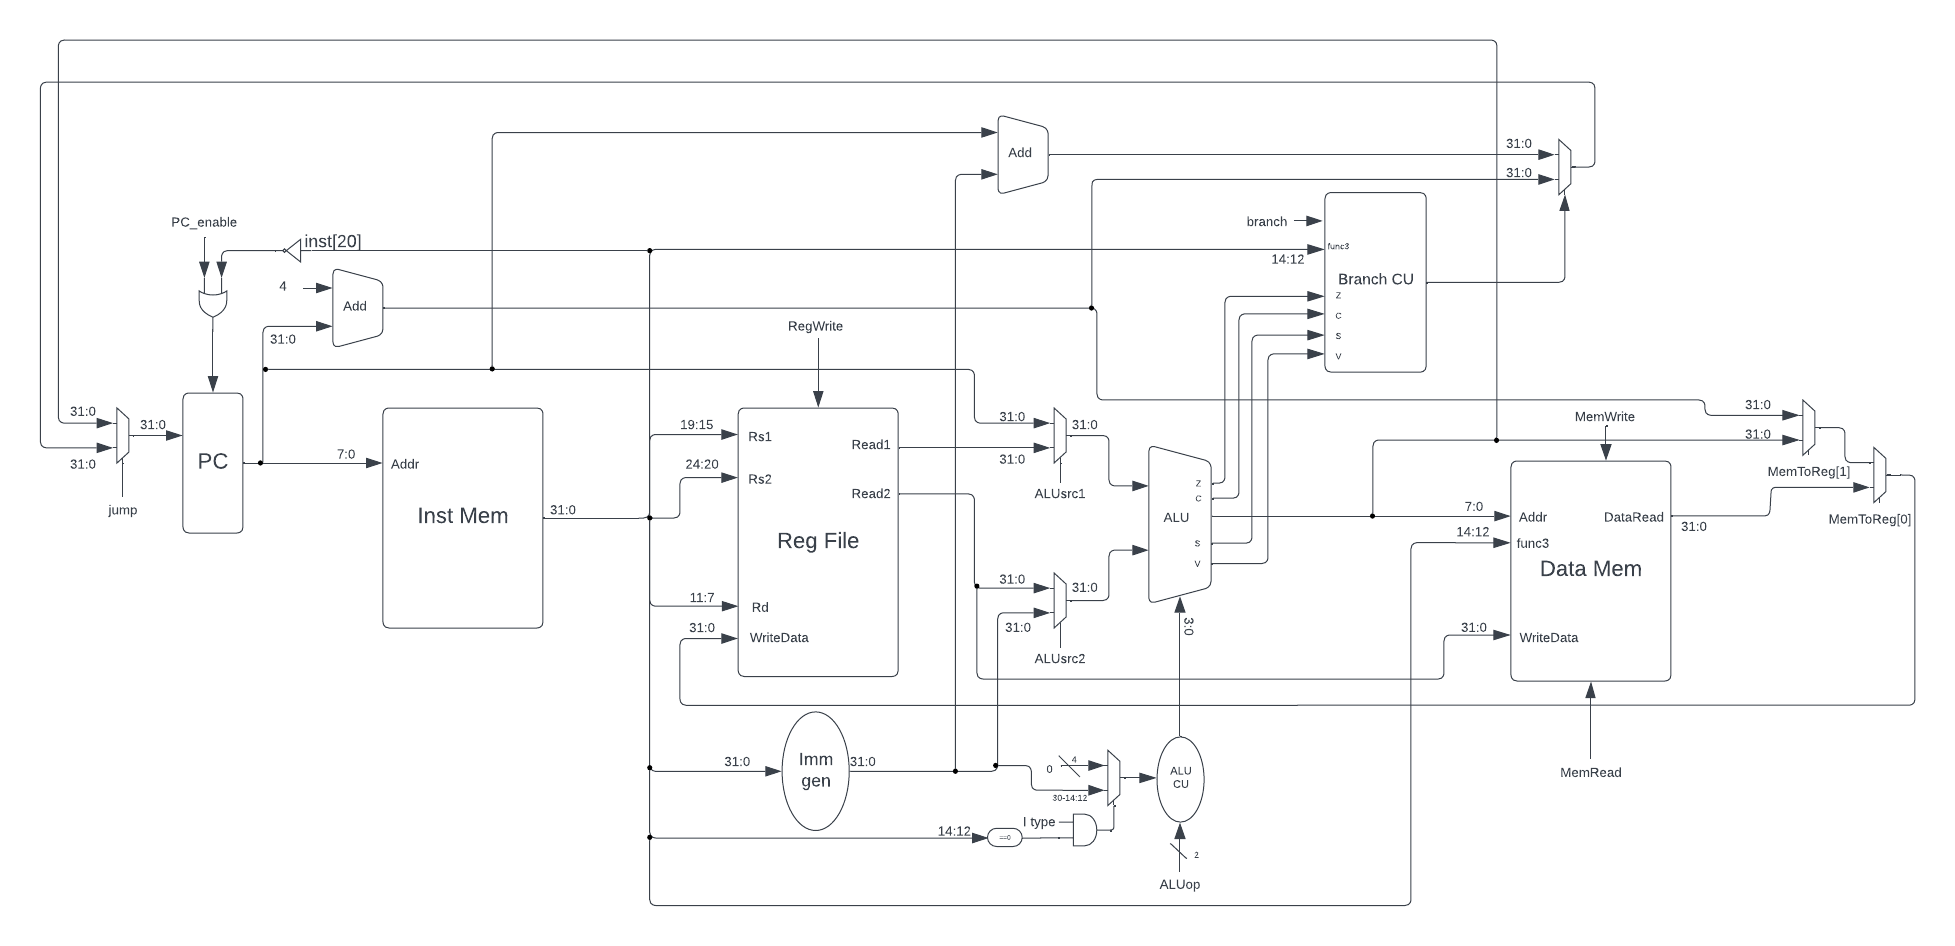 Add
31:0
31:0
PC_enable
branch
inst[20]
func3
14:12
Branch CU
4
Add
Z
C
S
V
31:0
RegWrite
31:0
31:0
31:0
jump
PC
7:0
Addr
Inst Mem
31:0
19:15
Rs1
24:20
Rs2
Read1
Read2
Reg File
11:7
Rd
31:0
WriteData
31:0
31:0
31:0
ALUsrc1
31:0
31:0
31:0
ALUsrc2
Z
C
ALU
S
V
3:0
MemWrite
31:0
31:0
MemToReg[1]
MemToReg[0]
7:0
Addr
DataRead
31:0
14:12
func3
Data Mem
31:0
WriteData
MemRead
31:0
Imm
gen
31:0
0
4
30-14:12
ALU
CU
I type
14:12
==0
2
ALUop